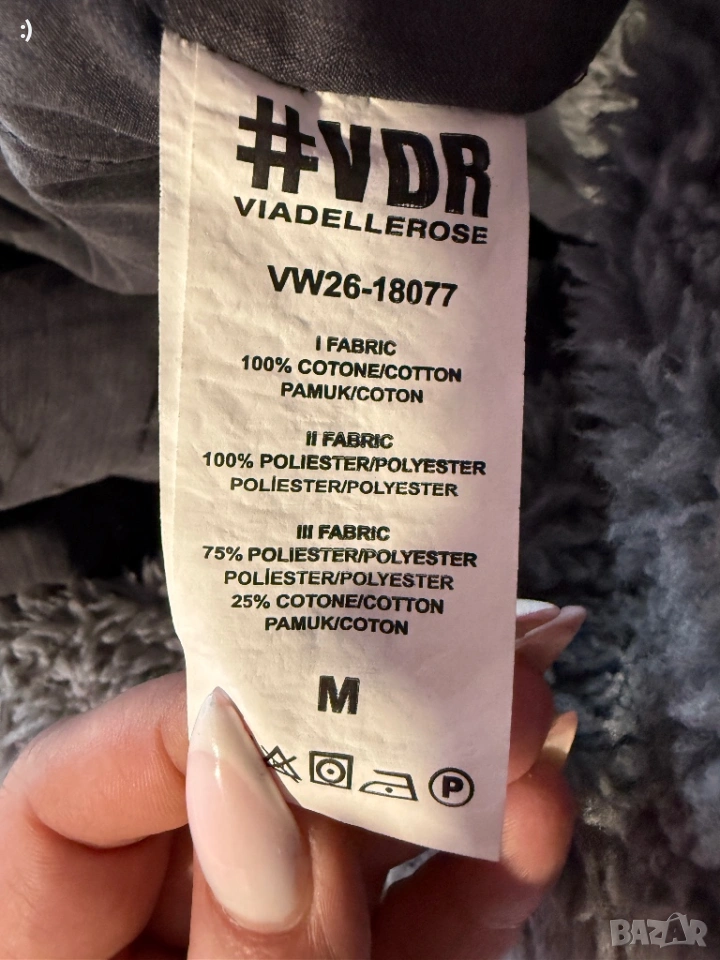 :)
#VDR
VIADELLEROSE
VW26-18077
I FABRIC
100% COTONE/COTTON
PAMUK/COTON
II FABRIC
100% POLIESTER/POLYESTER
POLİESTER/POLYESTER
III FABRIC
75% POLIESTER/POLYESTER
POLİESTER/POLYESTER
25% COTONE/COTTON
PAMUK/COTON
M
P
BAZAR